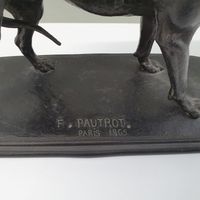 F. PAUTROT.
PARIS 1865